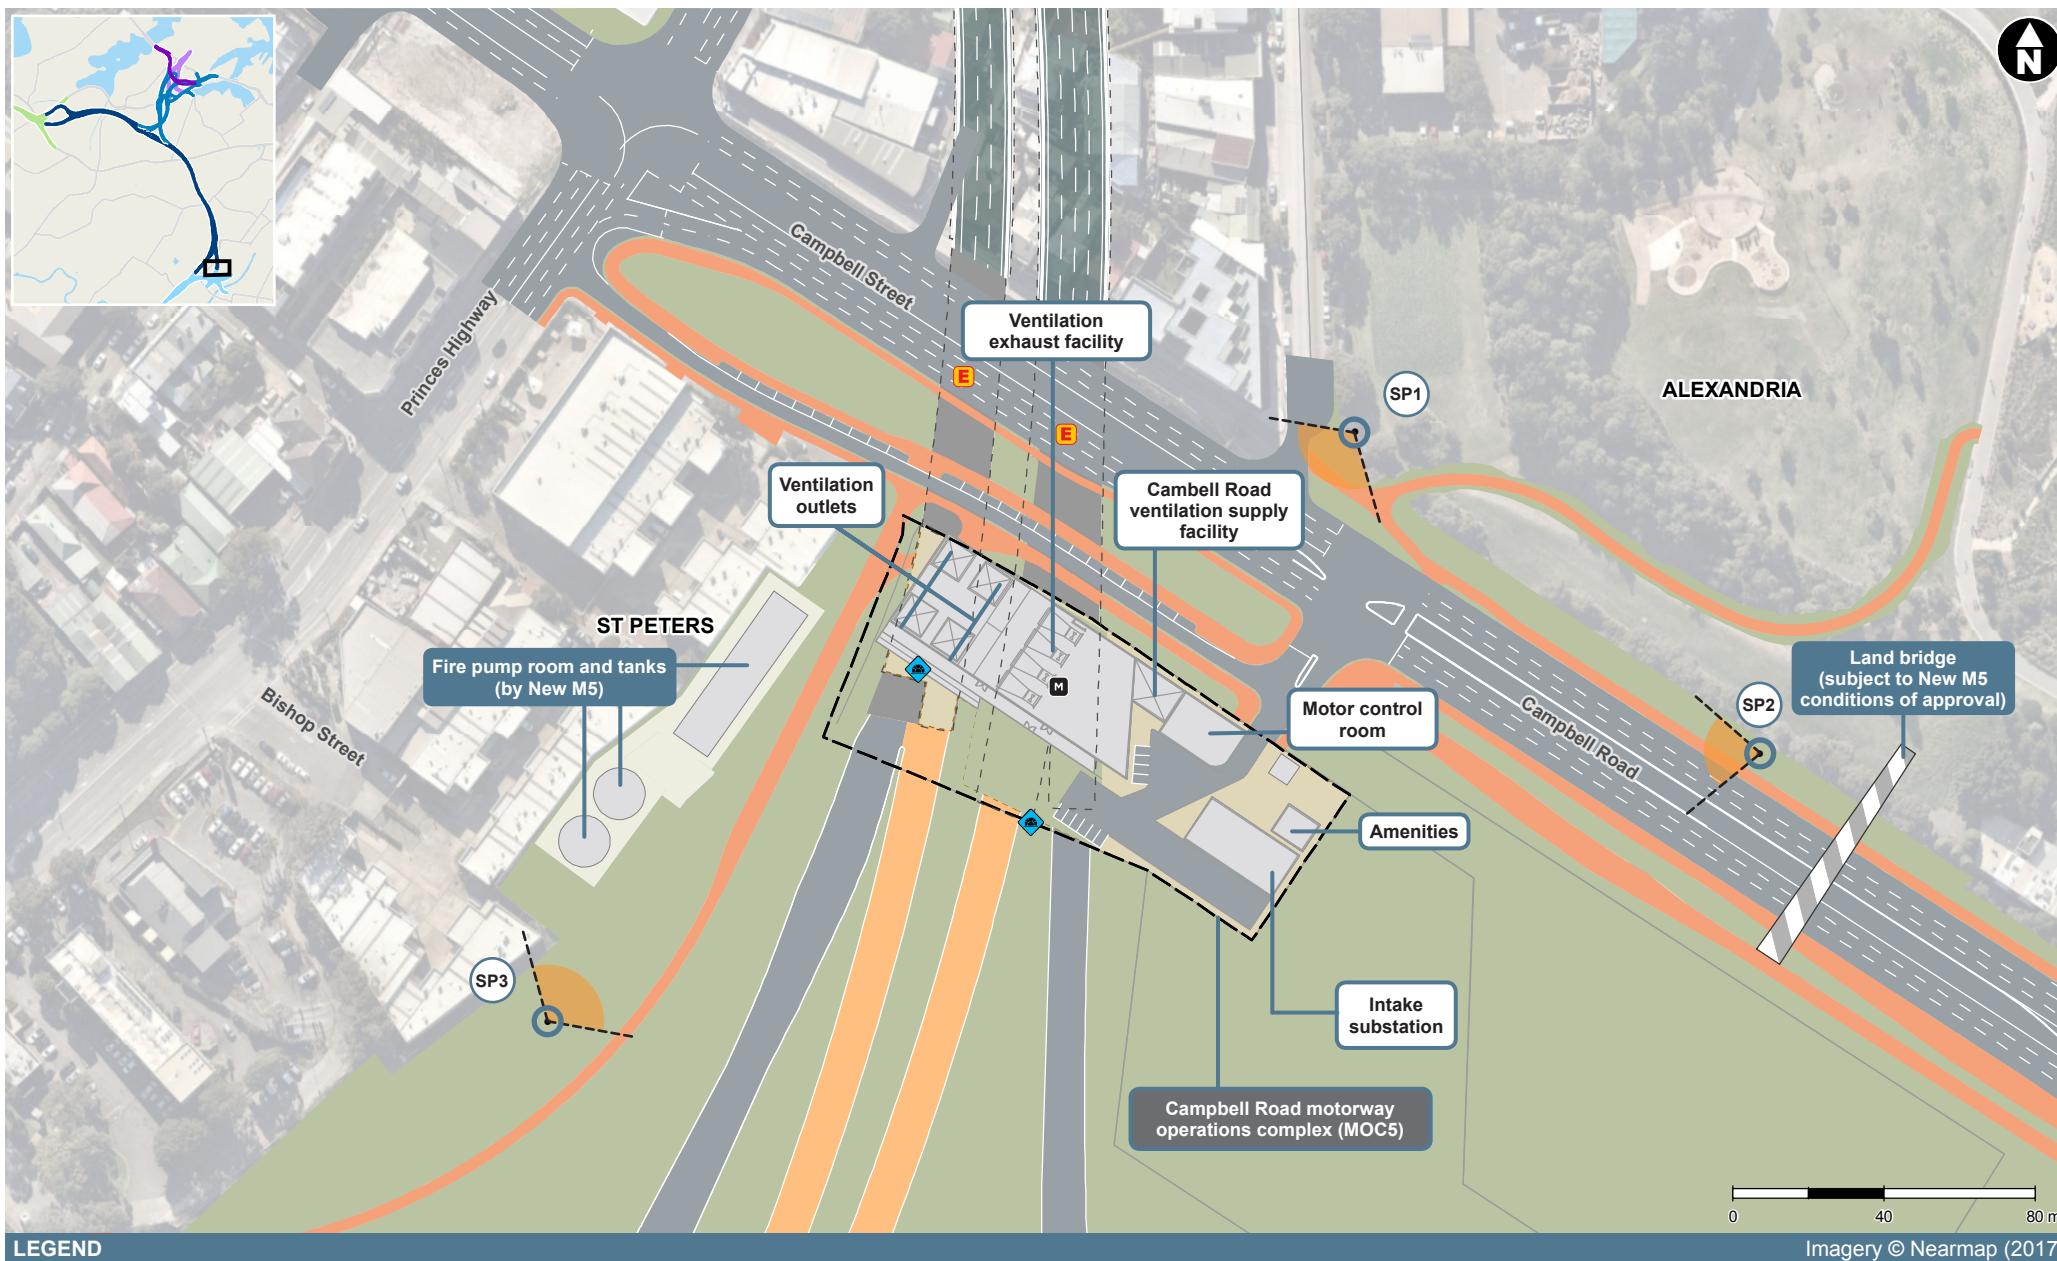 N
Campbell Street
Princes Highway
Ventilation
exhaust facility
E
E
SP1
ALEXANDRIA
Ventilation
outlets
Cambell Road
ventilation supply
facility
ST PETERS
Fire pump room and tanks
(by New M5)
Bishop Street
M
Land bridge
(subject to New M5
conditions of approval)
SP2
Motor control
room
Campbell Road
Amenities
SP3
Intake
substation
Campbell Road motorway
operations complex (MOC5)
0 40 80 m
LEGEND
Imagery © Nearmap (2017